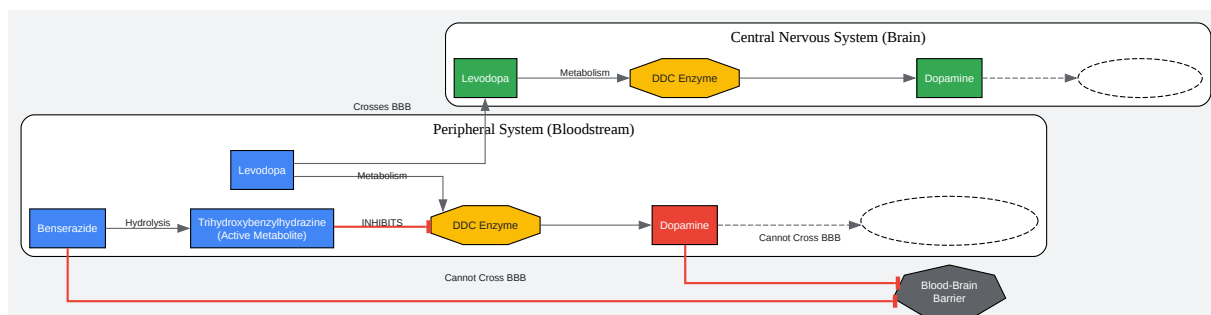 Central Nervous System (Brain)
Levodopa
Metabolism
DDC Enzyme
Dopamine
Crosses BBB
Peripheral System (Bloodstream)
Levodopa
Metabolism
Benserazide
Hydrolysis
Trihydroxybenzylhydrazine
(Active Metabolite)
INHIBITS
DDC Enzyme
Dopamine
Cannot Cross BBB
Cannot Cross BBB
Blood-Brain
Barrier